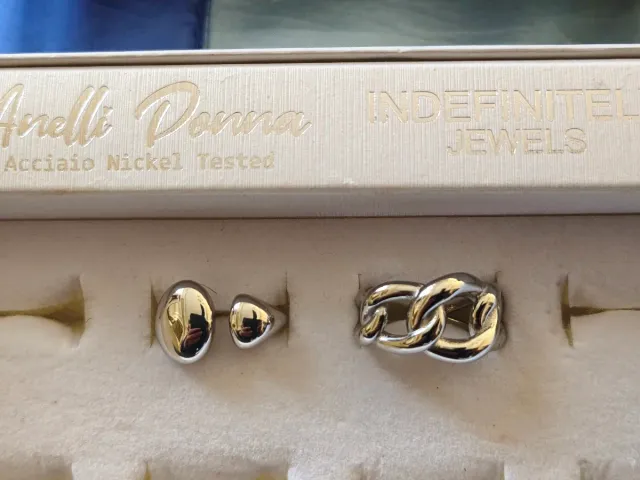 Anelli Donna
Acciaio Nickel Tested
INDEFINITEL
JEWELS